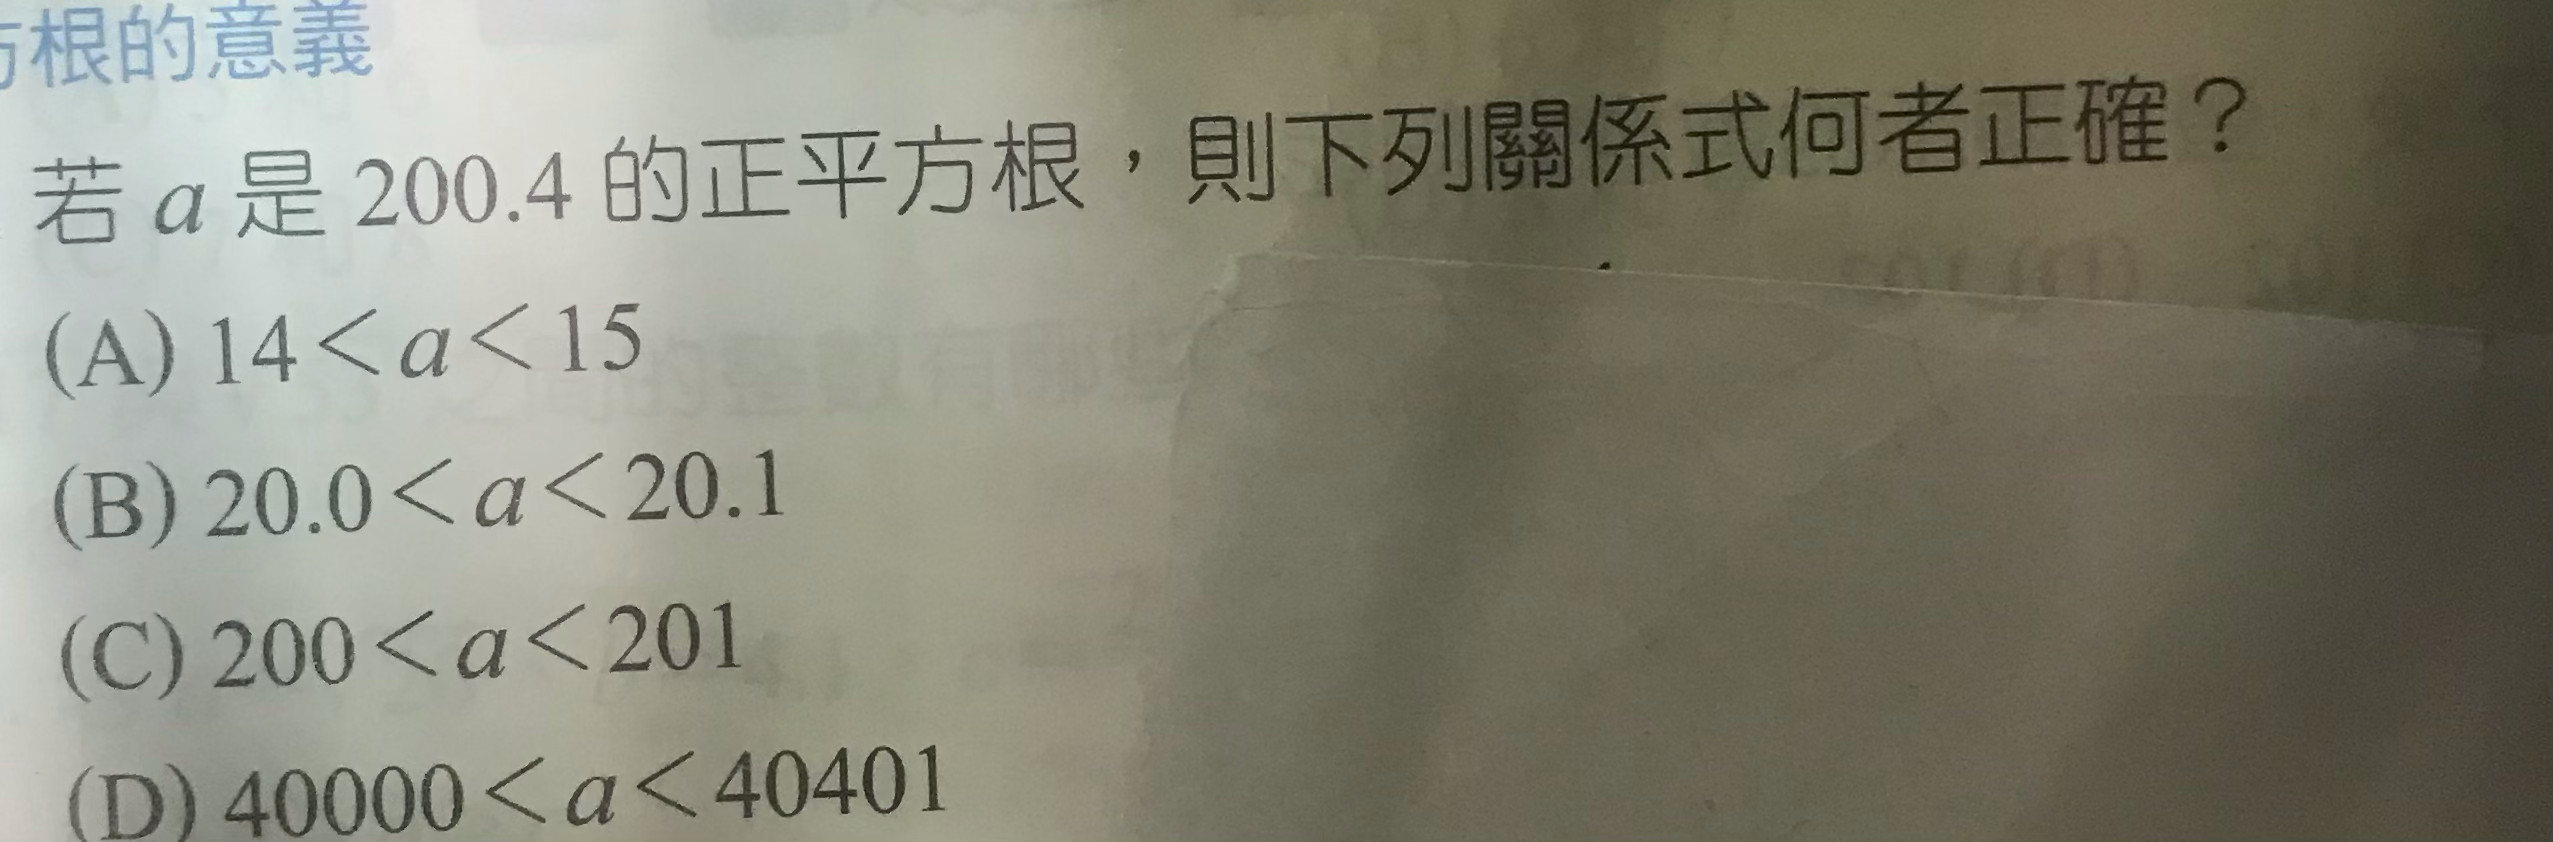 根的意義
若 a 是 200.4 的正平方根，則下列關係式何者正確？
(A) 14＜a＜15
(B) 20.0＜a＜20.1
(C) 200＜a＜201
(D) 40000＜a＜40401